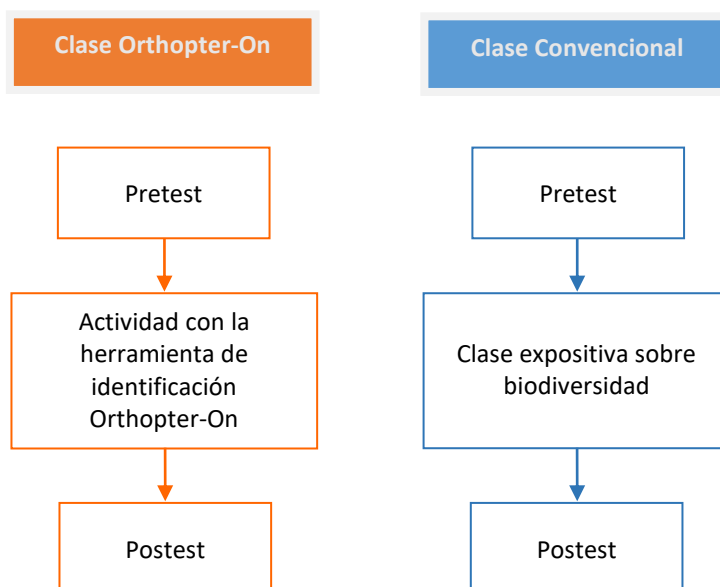 Clase Orthopter-On
Clase Convencional
Pretest
Pretest
Actividad con la
herramienta de
identificación
Orthopter-On
Clase expositiva sobre
biodiversidad
Postest
Postest